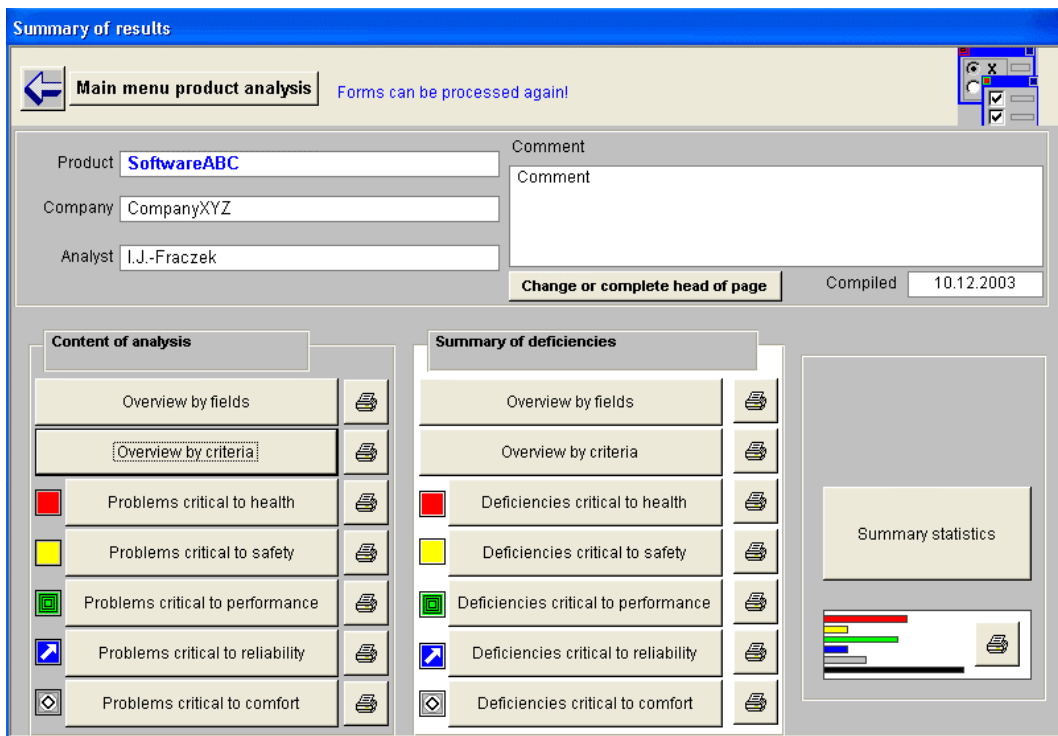 Summary of results
Main menu product analysis
Forms can be processed again!
X
Product
SoftwareABC
Company
CompanyXYZ
Analyst
I.J.-Fraczek
Comment
Comment
Change or complete head of page
Compiled
10.12.2003
Content of analysis
Overview by fields
Overview by criteria
Problems critical to health
Problems critical to safety
Problems critical to performance
Problems critical to reliability
Problems critical to comfort
Summary of deficiencies
Overview by fields
Overview by criteria
Deficiencies critical to health
Deficiencies critical to safety
Deficiencies critical to performance
Deficiencies critical to reliability
Deficiencies critical to comfort
Summary statistics